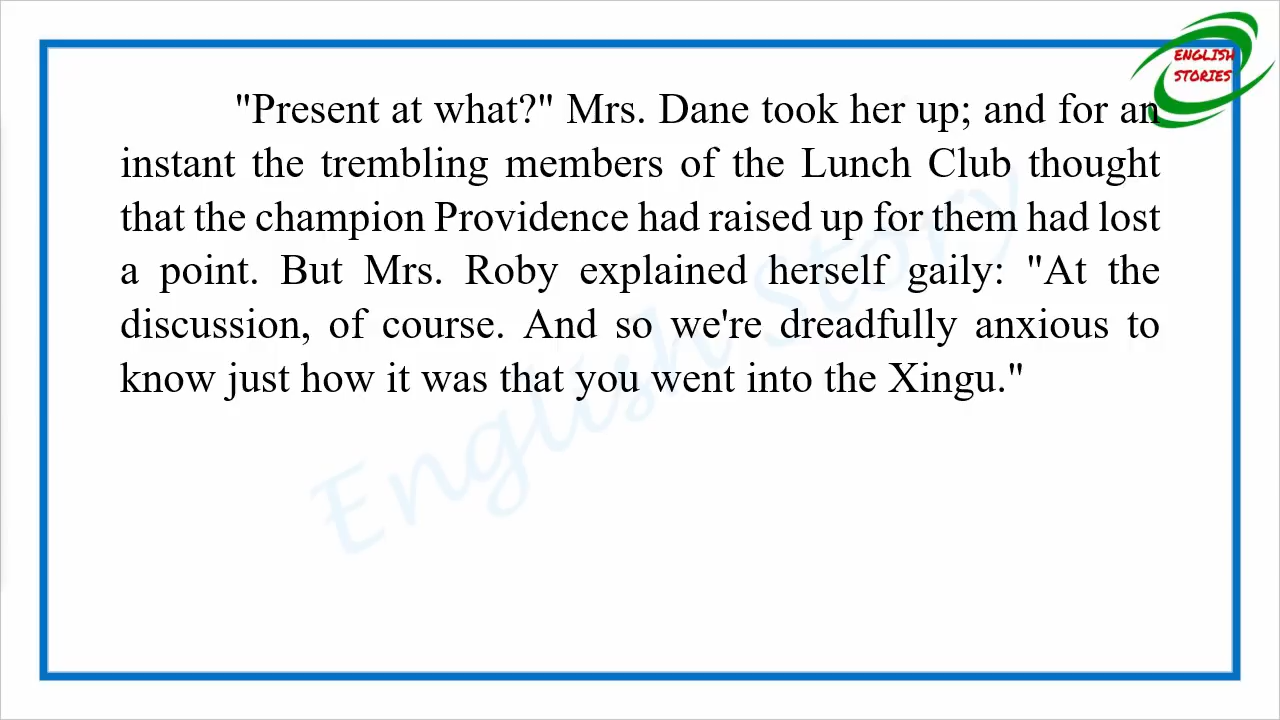 ENGLISH
STORIES
"Present at what?" Mrs. Dane took her up; and for an
instant the trembling members of the Lunch Club thought
that the champion Providence had raised up for them had lost
a point. But Mrs. Roby explained herself gaily: "At the
discussion, of course. And so we're dreadfully anxious to
know just how it was that you went into the Xingu."
English Story